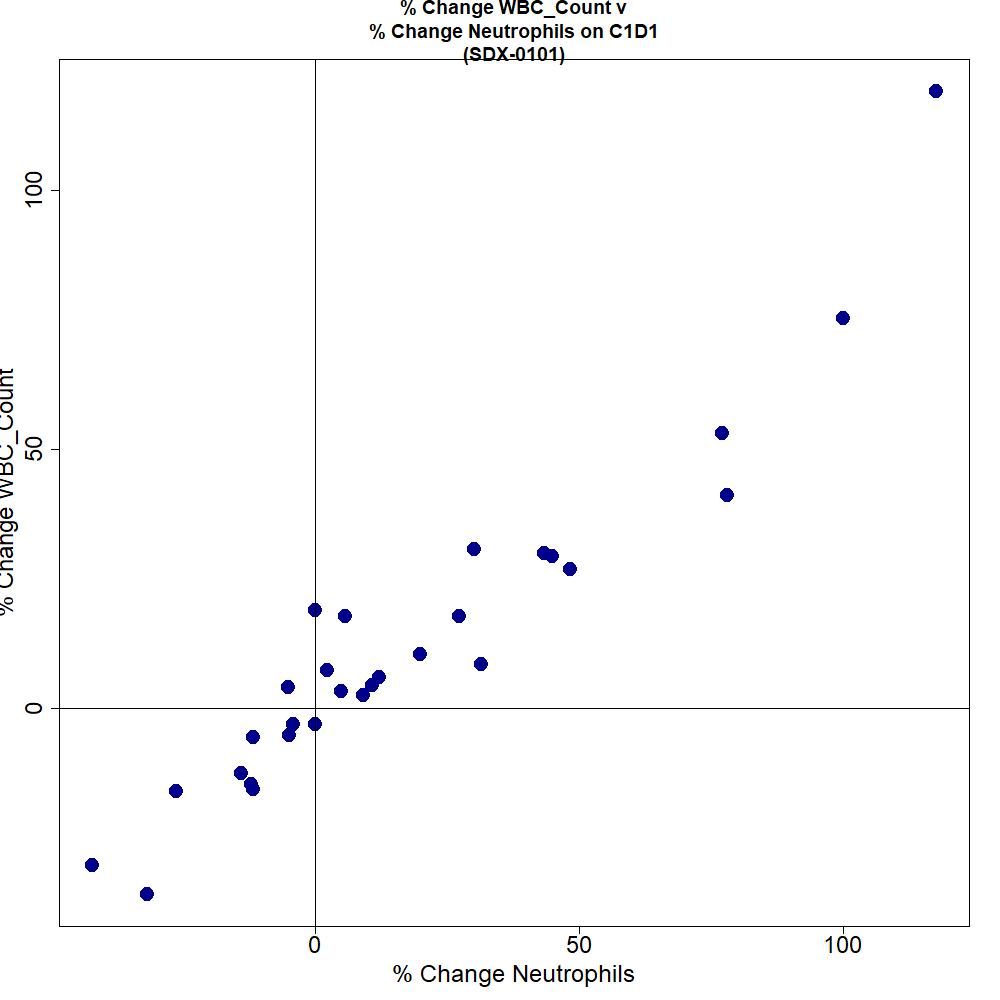 % Change WBC_Count v
% Change Neutrophils on C1D1
(SDX-0101)
% Change WBC_Count
100
50
0
0
50
100
% Change Neutrophils